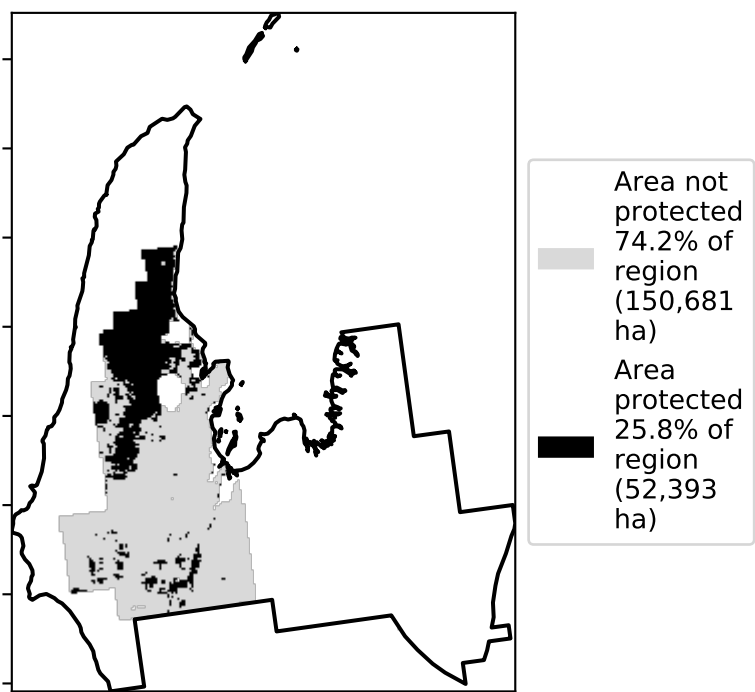 Area not
protected
74.2% of
region
(150,681
ha)
Area
protected
25.8% of
region
(52,393
ha)